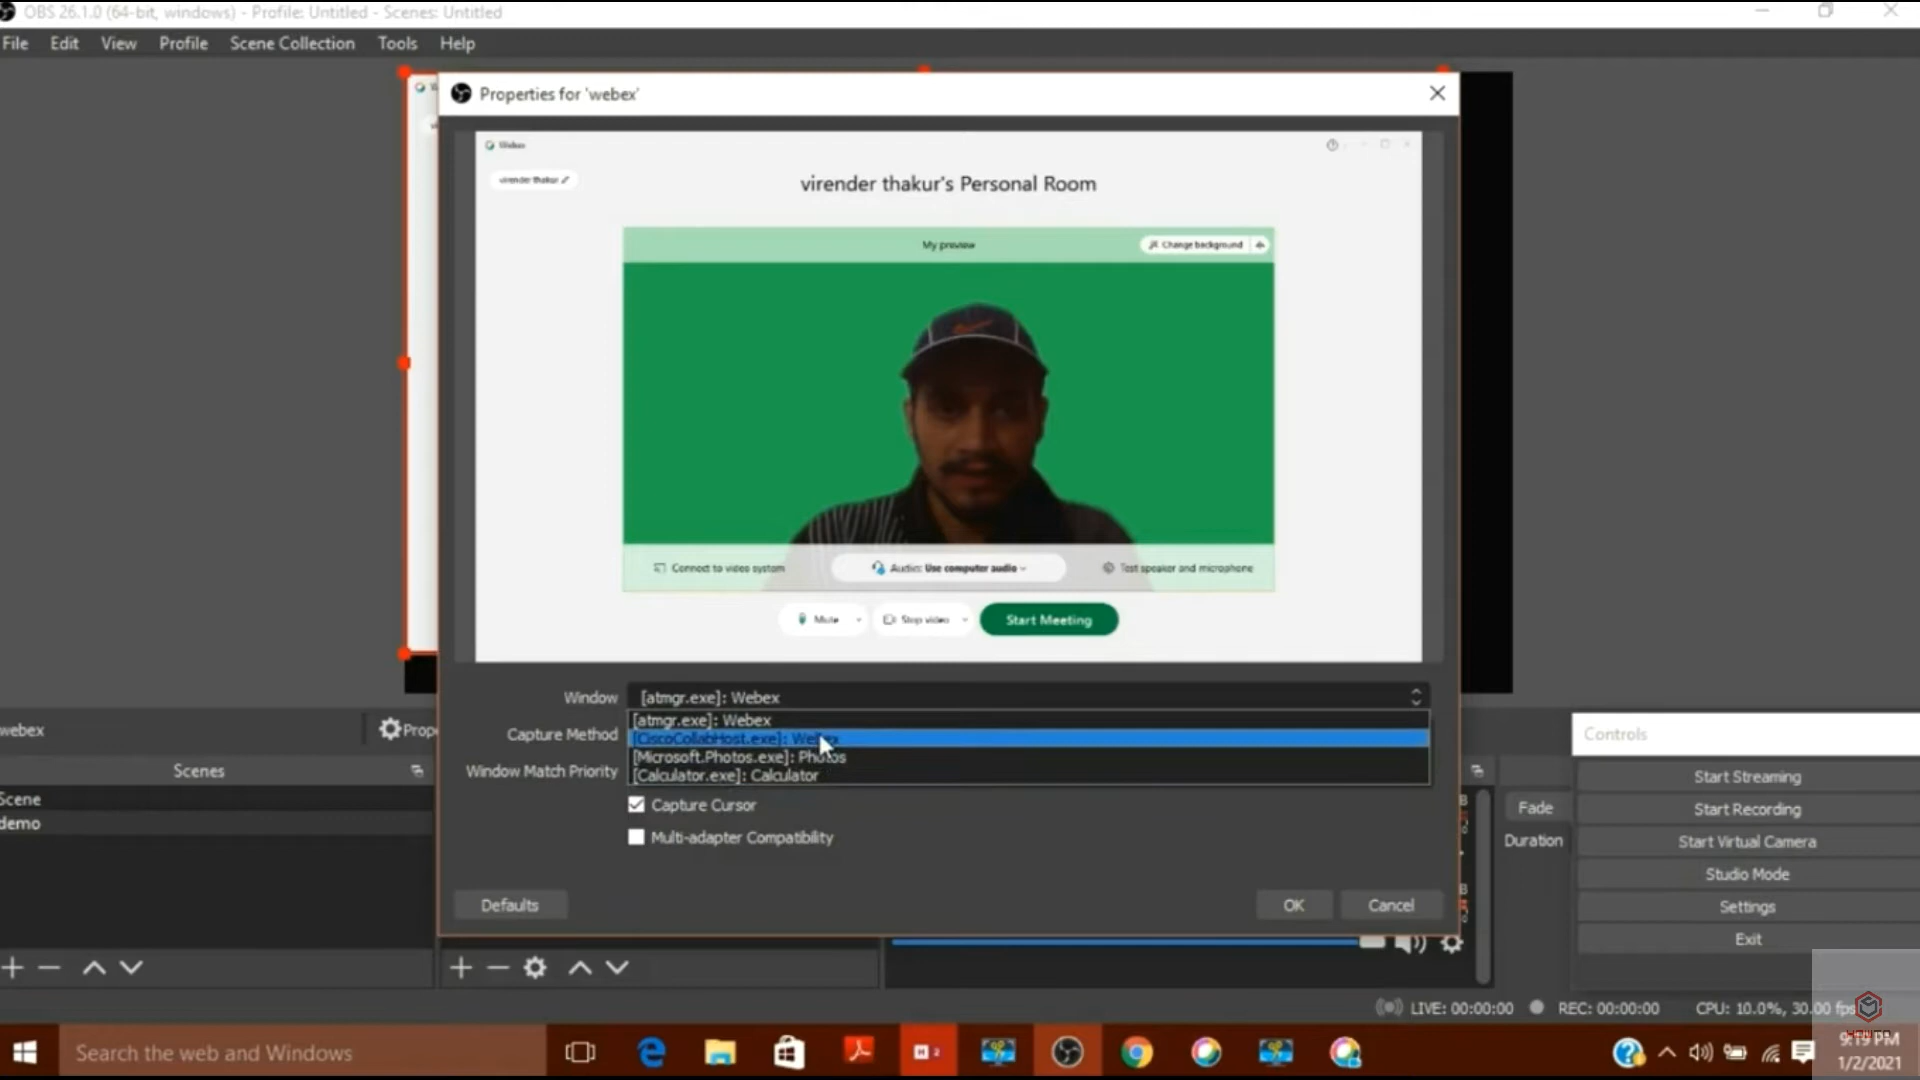 OBS 26.1.0 (64-bit, windows) - Profile: Untitled - Scenes: Untitled
File Edit View Profile Scene Collection Tools Help
Properties for 'webex'
Webex
virender thakur
virender thakur's Personal Room
My preview
Change background
Connect to video system
Audio: Use computer audio
Test speaker and microphone
Mute
Stop video
Start Meeting
Window
[atmgr.exe]: Webex
[atmgr.exe]: Webex
Capture Method
[CiscoCollabHost.exe]: Webex
[Microsoft.Photos.exe]: Photos
Window Match Priority
[Calculator.exe]: Calculator
Capture Cursor
Multi-adapter Compatibility
Defaults
OK
Cancel
webex
Prop
Scenes
Scene
demo
Fade
Duration
Controls
Start Streaming
Start Recording
Start Virtual Camera
Studio Mode
Settings
Exit
LIVE: 00:00:00
REC: 00:00:00
CPU: 10.0%, 30.00 fps
Search the web and Windows
9:19 PM
1/2/2021